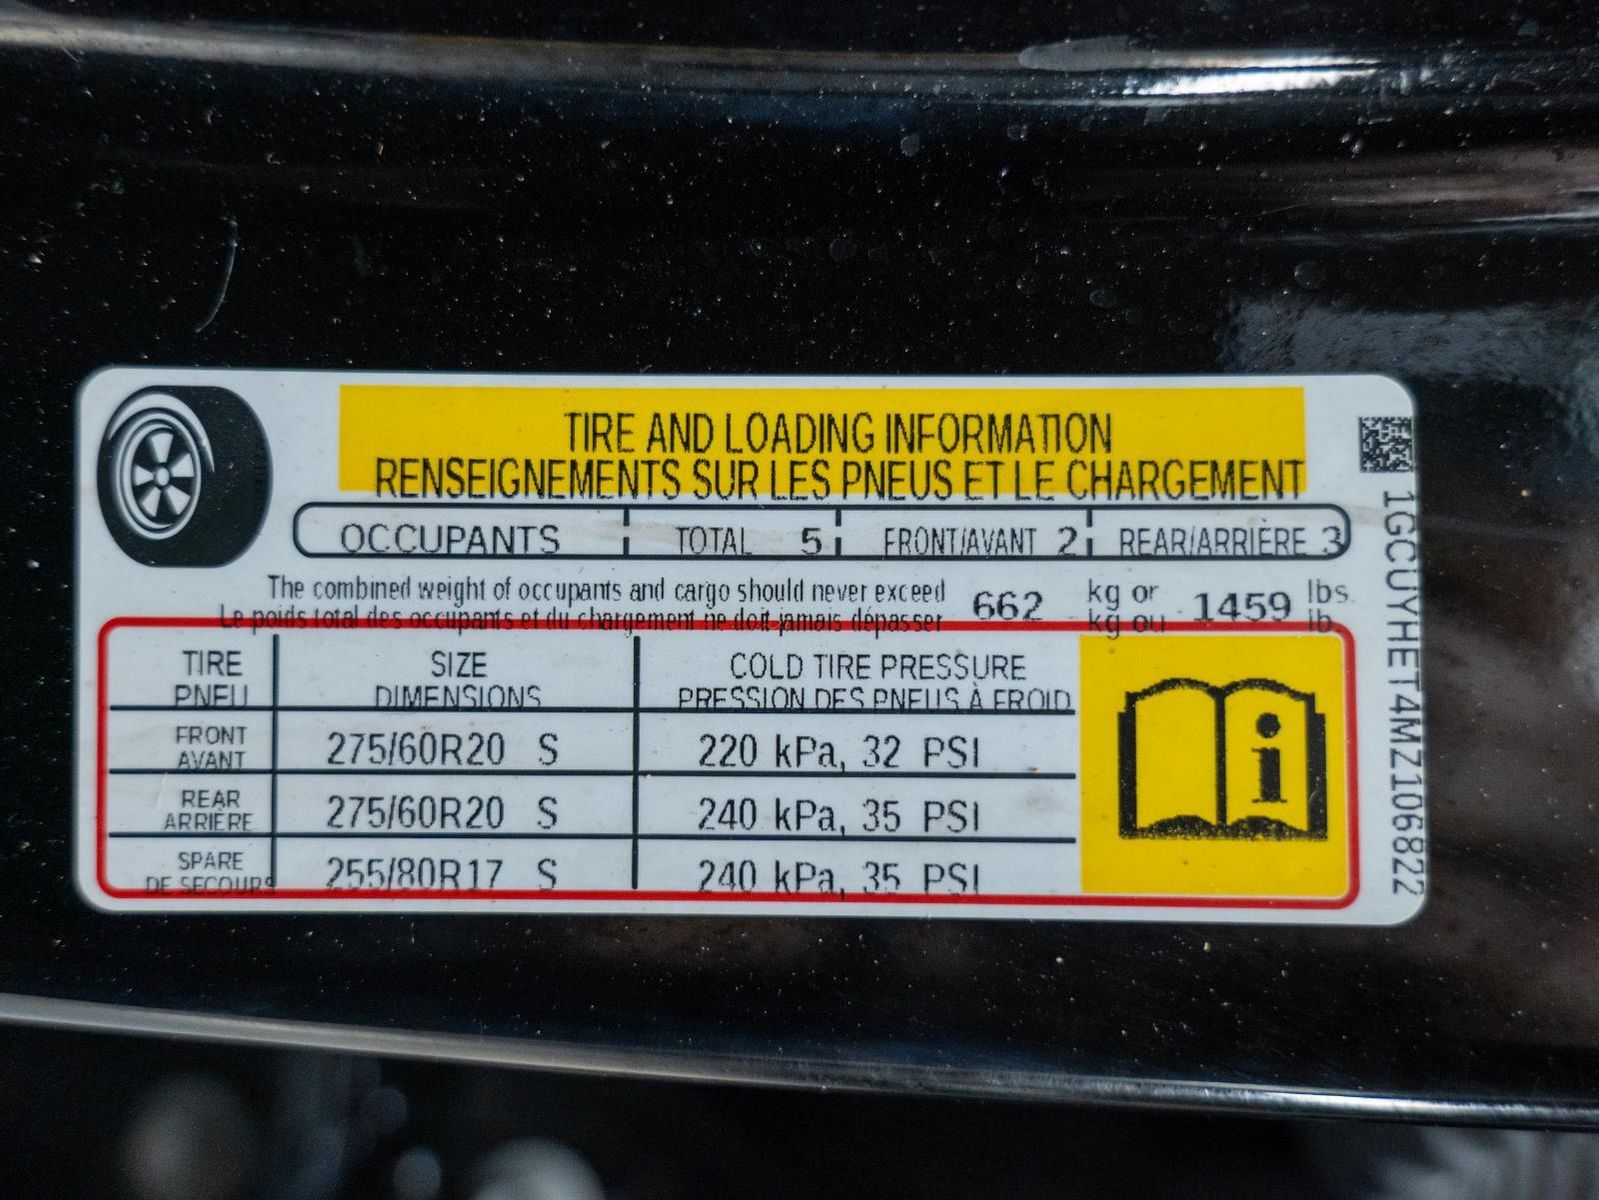 TIRE AND LOADING INFORMATION
RENSEIGNEMENTS SUR LES PNEUS ET LE CHARGEMENT
OCCUPANTS TOTAL 5 FRONT/AVANT 2 REAR/ARRIÈRE 3
The combined weight of occupants and cargo should never exceed 662 kg or 1459 lbs.
Le poids total des occupants et du chargement ne doit jamais dépasser kg ou lb.
TIRE SIZE COLD TIRE PRESSURE
PNEU DIMENSIONS PRESSION DES PNEUS À FROID
FRONT
AVANT 275/60R20 S 220 kPa, 32 PSI
REAR
ARRIÈRE 275/60R20 S 240 kPa, 35 PSI
SPARE
DE SECOURS 255/80R17 S 240 kPa, 35 PSI
i
1GCUYHET4MZ106822